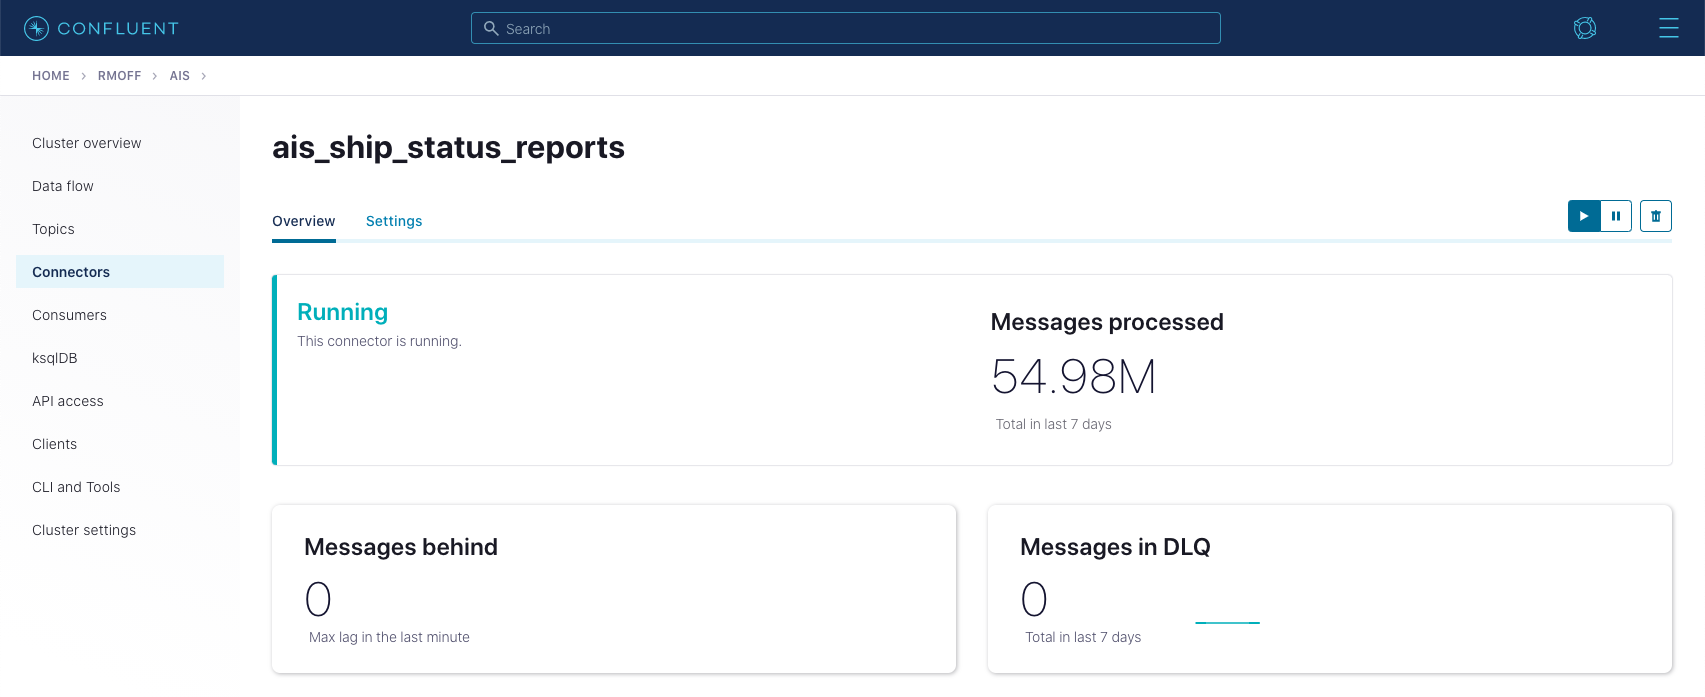 CONFLUENT
Search
HOME > RMOFF > AIS >
Cluster overview
Data flow
Topics
Connectors
Consumers
ksqlDB
API access
Clients
CLI and Tools
Cluster settings
ais_ship_status_reports
Overview
Settings
Running
This connector is running.
Messages processed
54.98M
Total in last 7 days
Messages behind
0
Max lag in the last minute
Messages in DLQ
0
Total in last 7 days